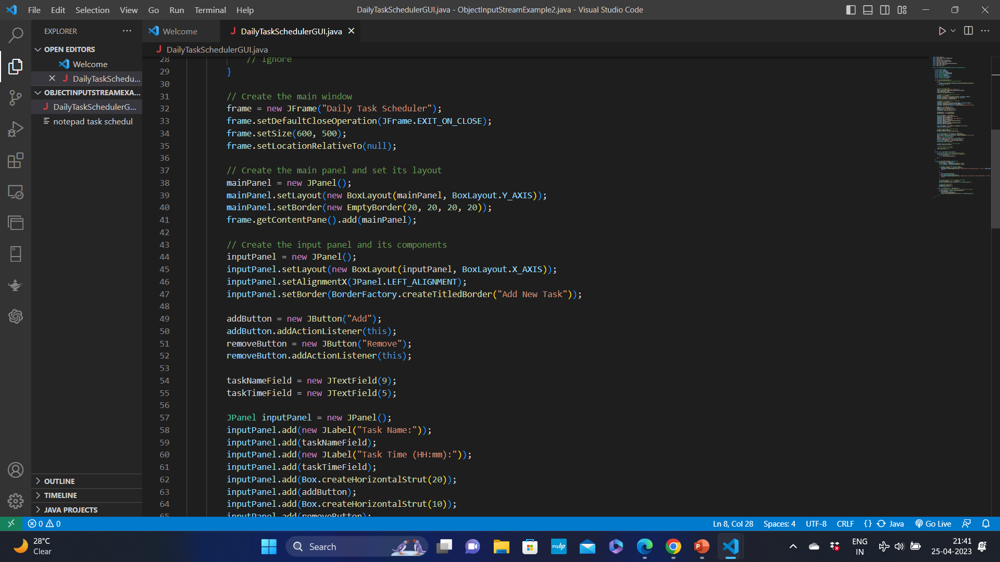 File Edit Selection View Go Run Terminal Help
DailyTaskSchedulerGUI.java - ObjectInputStreamExample2.java - Visual Studio Code
EXPLORER
OPEN EDITORS
Welcome
DailyTaskSchedu...
OBJECTINPUTSTREAMEXA...
DailyTaskSchedulerG...
notepad task schedul
OUTLINE
TIMELINE
JAVA PROJECTS
Welcome
DailyTaskSchedulerGUI.java
DailyTaskSchedulerGUI.java
28 // Ignore
29 }
30
31 // Create the main window
32 frame = new JFrame("Daily Task Scheduler");
33 frame.setDefaultCloseOperation(JFrame.EXIT_ON_CLOSE);
34 frame.setSize(600, 500);
35 frame.setLocationRelativeTo(null);
36
37 // Create the main panel and set its layout
38 mainPanel = new JPanel();
39 mainPanel.setLayout(new BoxLayout(mainPanel, BoxLayout.Y_AXIS));
40 mainPanel.setBorder(new EmptyBorder(20, 20, 20, 20));
41 frame.getContentPane().add(mainPanel);
42
43 // Create the input panel and its components
44 inputPanel = new JPanel();
45 inputPanel.setLayout(new BoxLayout(inputPanel, BoxLayout.X_AXIS));
46 inputPanel.setAlignmentX(JPanel.LEFT_ALIGNMENT);
47 inputPanel.setBorder(BorderFactory.createTitledBorder("Add New Task"));
48
49 addButton = new JButton("Add");
50 addButton.addActionListener(this);
51 removeButton = new JButton("Remove");
52 removeButton.addActionListener(this);
53
54 taskNameField = new JTextField(9);
55 taskTimeField = new JTextField(5);
56
57 JPanel inputPanel = new JPanel();
58 inputPanel.add(new JLabel("Task Name:"));
59 inputPanel.add(taskNameField);
60 inputPanel.add(new JLabel("Task Time (HH:mm):"));
61 inputPanel.add(taskTimeField);
62 inputPanel.add(Box.createHorizontalStrut(20));
63 inputPanel.add(addButton);
64 inputPanel.add(Box.createHorizontalStrut(10));
65 inputPanel.add(removeButton);
0 0
Ln 8, Col 28 Spaces: 4 UTF-8 CRLF {} Java Go Live
28°C
Clear
Search
myhp
P
ENG
IN
21:41
25-04-2023